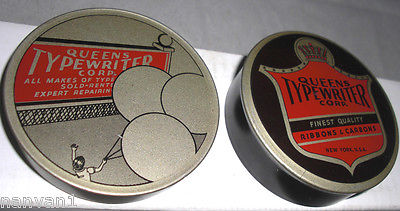 QUEENS
TYPEWRITER
CORP.
ALL MAKES OF TYPE
SOLD-RENTE
EXPERT REPAIRIN
QUEENS
TYPEWRITER
CORP.
FINEST QUALITY
RIBBONS & CARBONS
NEW YORK, U.S.A.
nanvan1